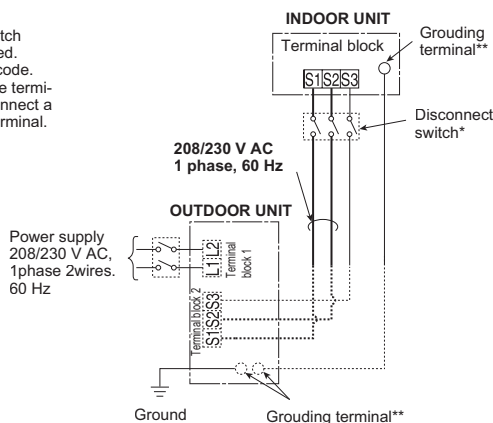 tch
ed.
code.
e termi-
nnect a
rminal.
INDOOR UNIT
Terminal block
Grouding
terminal**
S1 S2 S3
Disconnect
switch*
208/230 V AC
1 phase, 60 Hz
OUTDOOR UNIT
Power supply
208/230 V AC,
1phase 2wires.
60 Hz
L1 L2
Terminal
block 1
Terminal block 2
S1 S2 S3
Ground
Grouding terminal**